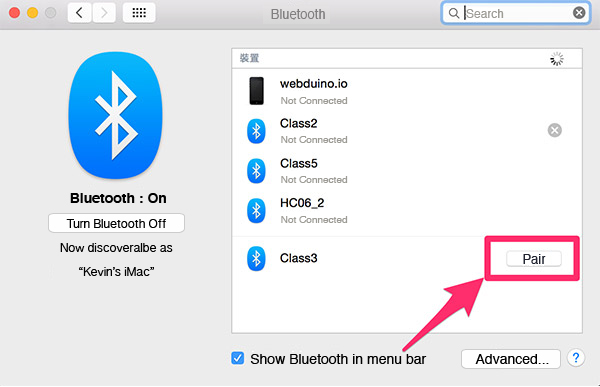 Bluetooth
Search
裝置
webduino.io
Not Connected
Class2
Not Connected
Class5
Not Connected
HC06_2
Not Connected
Class3
Pair
Bluetooth : On
Turn Bluetooth Off
Now discoveralbe as
“Kevin's iMac”
Show Bluetooth in menu bar
Advanced...
?